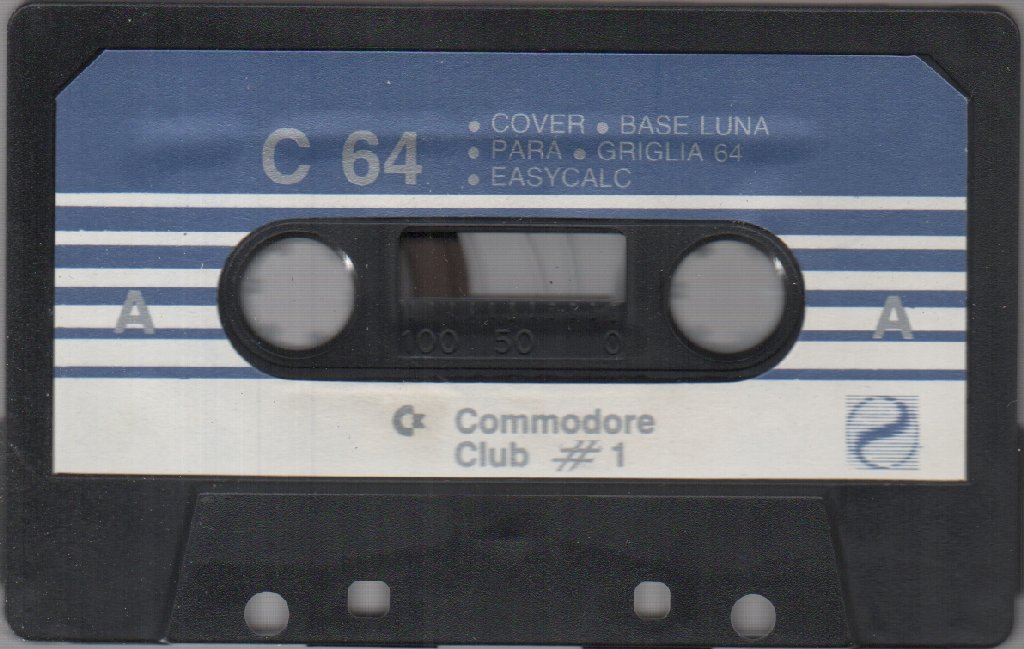 C 64
• COVER • BASE LUNA
• PARA • GRIGLIA 64
• EASYCALC
A
A
100 50 0
Commodore
Club #1